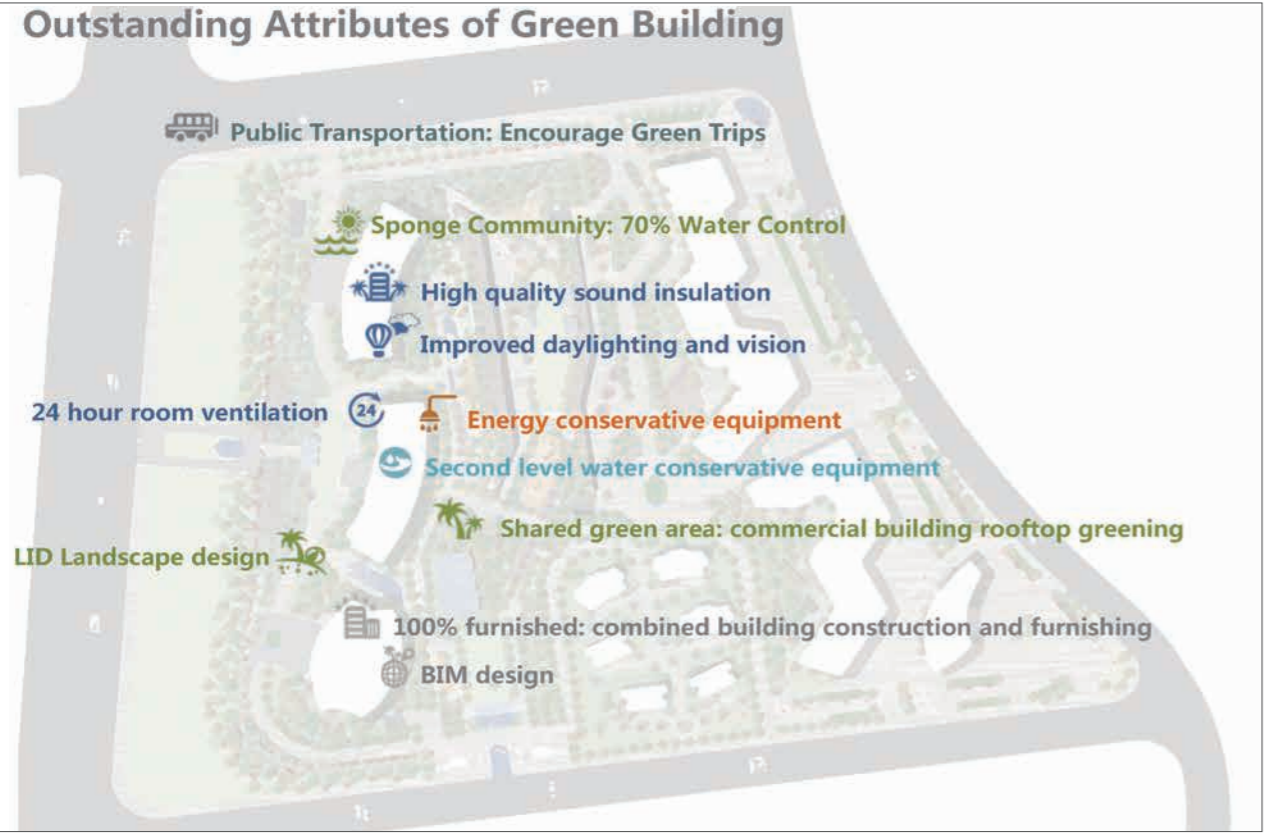 Outstanding Attributes of Green Building
Public Transportation: Encourage Green Trips
Sponge Community: 70% Water Control
High quality sound insulation
Improved daylighting and vision
24 hour room ventilation
24
Energy conservative equipment
Second level water conservative equipment
Shared green area: commercial building rooftop greening
LID Landscape design
100% furnished: combined building construction and furnishing
BIM design